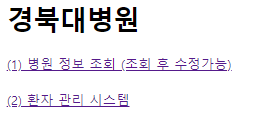 경북대병원
(1) 병원 정보 조회 (조회 후 수정가능)
(2) 환자 관리 시스템